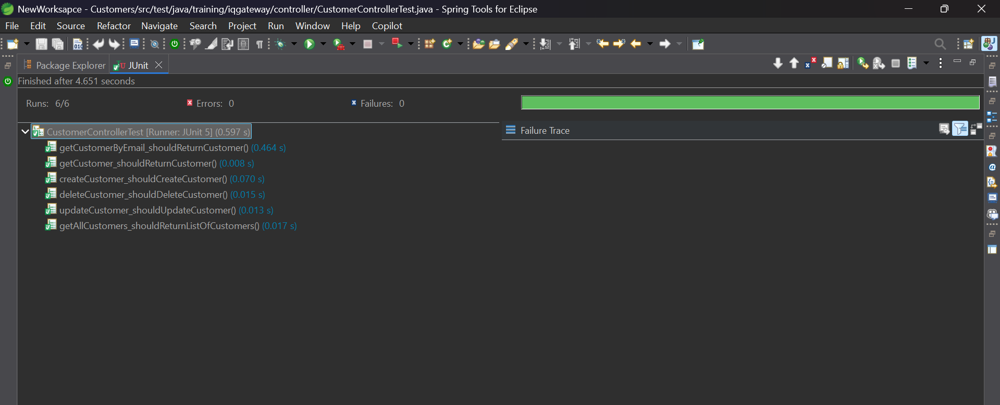 NewWorksapce - Customers/src/test/java/training/iqgateway/controller/CustomerControllerTest.java - Spring Tools for Eclipse
File Edit Source Refactor Navigate Search Project Run Window Help Copilot
Package Explorer JUnit
Finished after 4.651 seconds
Runs: 6/6 Errors: 0 Failures: 0
CustomerControllerTest [Runner: JUnit 5] (0.597 s)
Failure Trace
getCustomerByEmail_shouldReturnCustomer() (0.464 s)
getCustomer_shouldReturnCustomer() (0.008 s)
createCustomer_shouldCreateCustomer() (0.070 s)
deleteCustomer_shouldDeleteCustomer() (0.015 s)
updateCustomer_shouldUpdateCustomer() (0.013 s)
getAllCustomers_shouldReturnListOfCustomers() (0.017 s)